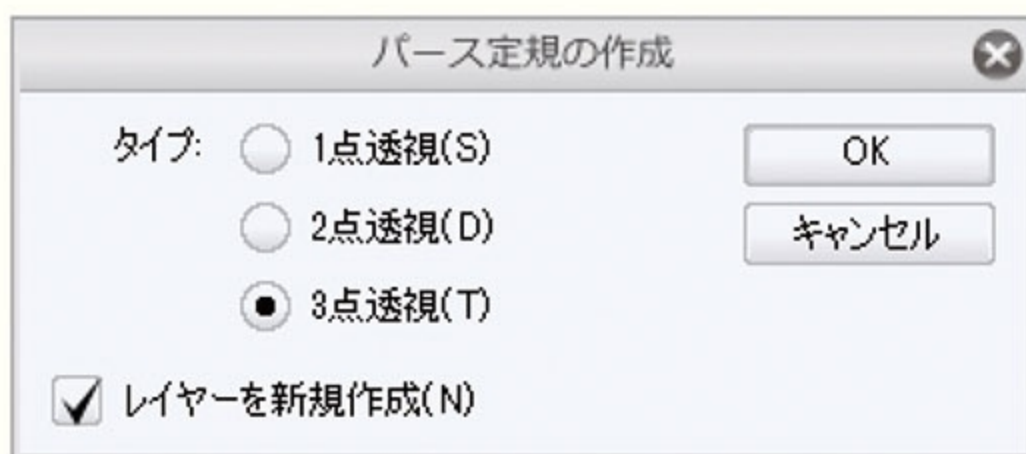 パース定規の作成
タイプ: 1点透視(S)
OK
2点透視(D)
キャンセル
3点透視(T)
レイヤーを新規作成(N)